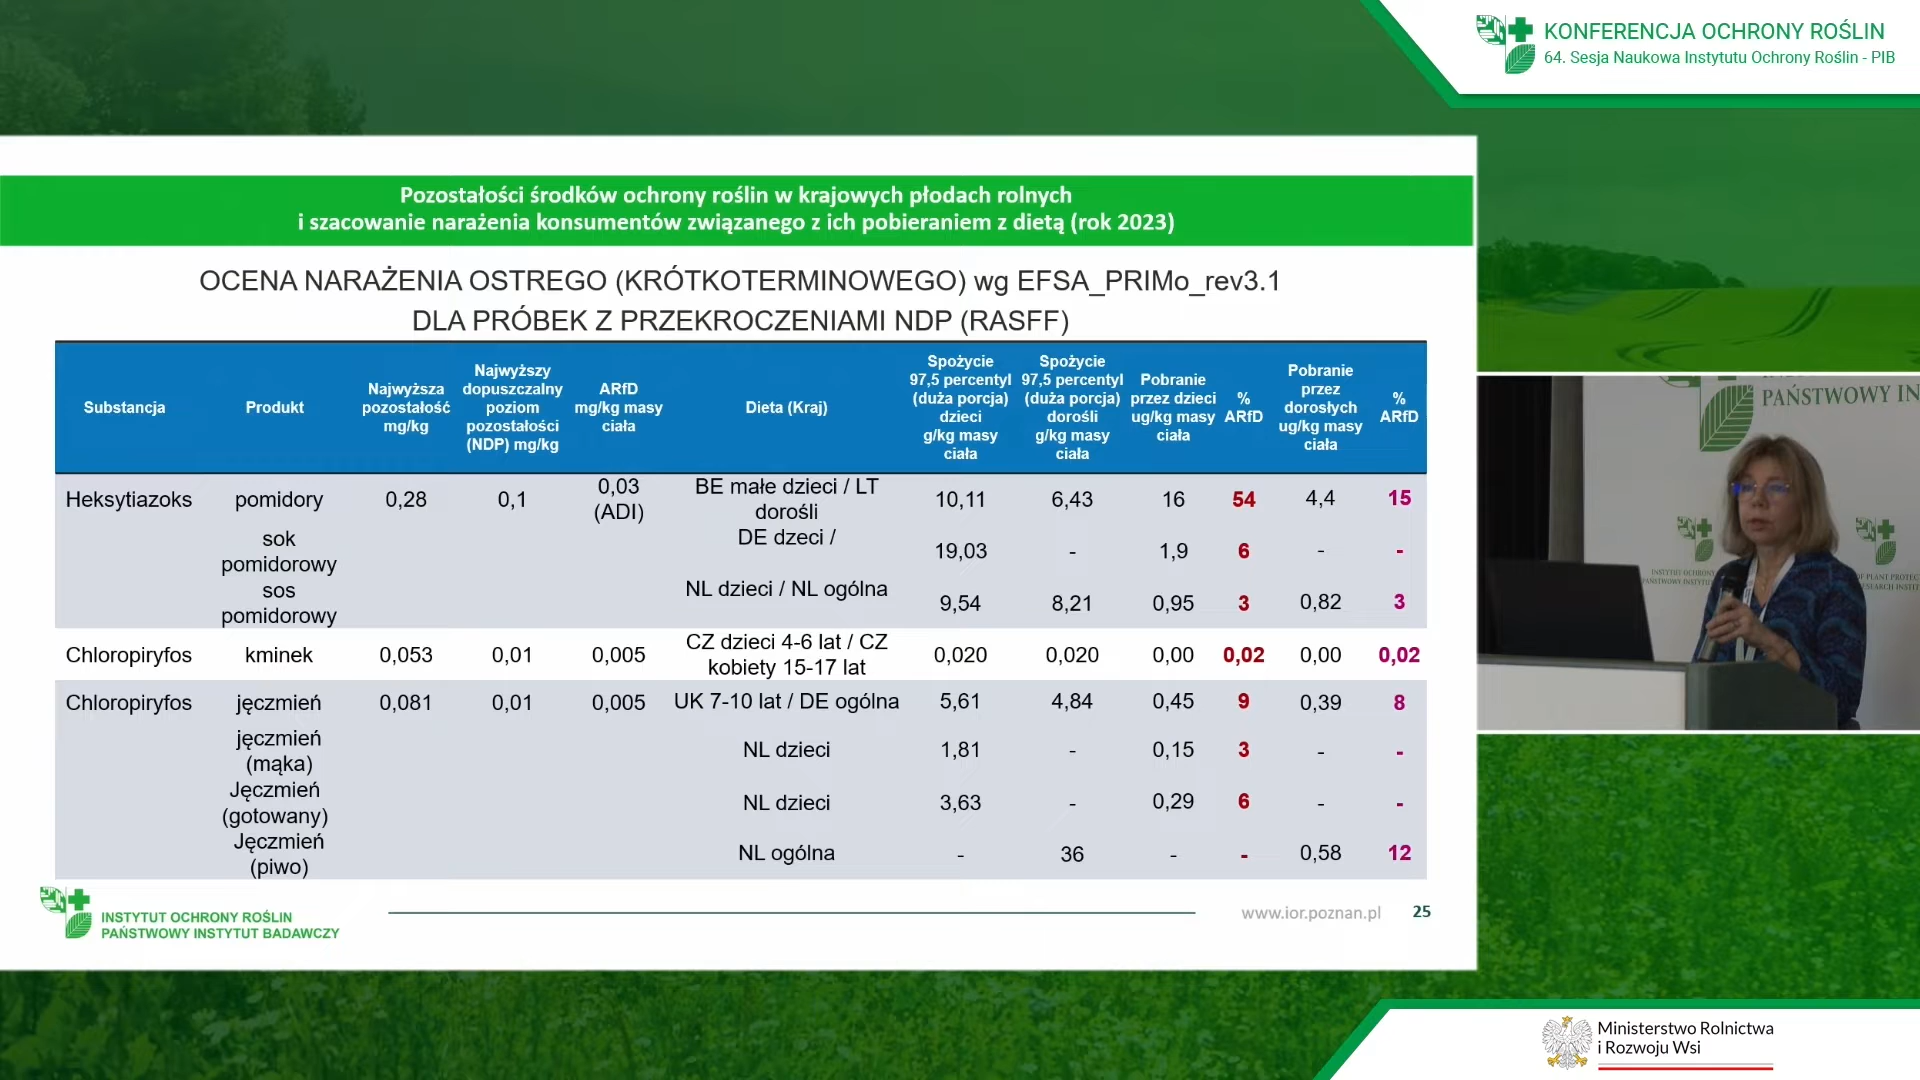 KONFERENCJA OCHRONY ROŚLIN
64. Sesja Naukowa Instytutu Ochrony Roślin - PIB
Pozostałości środków ochrony roślin w krajowych płodach rolnych
i szacowanie narażenia konsumentów związanego z ich pobieraniem z dietą (rok 2023)
OCENA NARAŻENIA OSTREGO (KRÓTKOTERMINOWEGO) wg EFSA_PRIMo_rev3.1
DLA PRÓBEK Z PRZEKROCZENIAMI NDP (RASFF)
Substancja
Produkt
Najwyższa
pozostałość
mg/kg
Najwyższy
dopuszczalny
poziom
pozostałości
(NDP) mg/kg
ARfD
mg/kg masy
ciała
Dieta (Kraj)
Spożycie
97,5 percentyl
(duża porcja)
dzieci
g/kg masy
ciała
Spożycie
97,5 percentyl
(duża porcja)
dorośli
g/kg masy
ciała
Pobranie
przez dzieci
ug/kg masy
ciała
%
ARfD
Pobranie
przez
dorosłych
ug/kg masy
ciała
%
ARfD
Heksytiazoks pomidory 0,28 0,1 0,03 (ADI) BE małe dzieci / LT dorośli 10,11 6,43 16 54 4,4 15
sok pomidorowy DE dzeci / 19,03 - 1,9 6 - -
sos pomidorowy NL dzieci / NL ogólna 9,54 8,21 0,95 3 0,82 3
Chloropiryfos kminek 0,053 0,01 0,005 CZ dzieci 4-6 lat / CZ kobiety 15-17 lat 0,020 0,020 0,00 0,02 0,00 0,02
Chloropiryfos jęczmień 0,081 0,01 0,005 UK 7-10 lat / DE ogólna 5,61 4,84 0,45 9 0,39 8
jęczmień (mąka) NL dzieci 1,81 - 0,15 3 - -
Jęczmień (gotowany) NL dzieci 3,63 - 0,29 6 - -
Jęczmień (piwo) NL ogólna - 36 - - 0,58 12
INSTYTUT OCHRONY ROŚLIN
PAŃSTWOWY INSTYTUT BADAWCZY
www.ior.poznan.pl 25
PAŃSTWOWY IN
INSTYTUT OCHRONY
Ministerstwo Rolnictwa
i Rozwoju Wsi